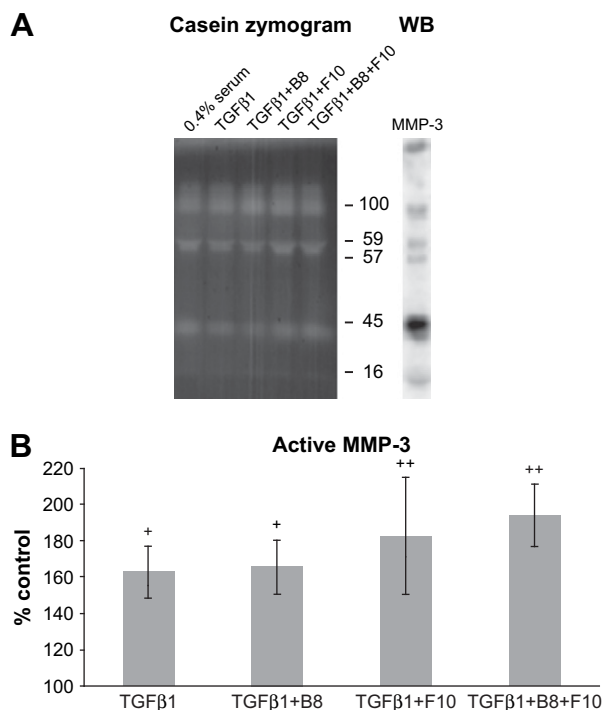 A
Casein zymogram WB
0.4% serum
TGFβ1
TGFβ1+B8
TGFβ1+F10
TGFβ1+B8+F10
MMP-3
- 100
- 59
- 57
- 45
- 16
B
Active MMP-3
% control
220
200
180
160
140
120
100
+
+
++
++
TGFβ1 TGFβ1+B8 TGFβ1+F10 TGFβ1+B8+F10